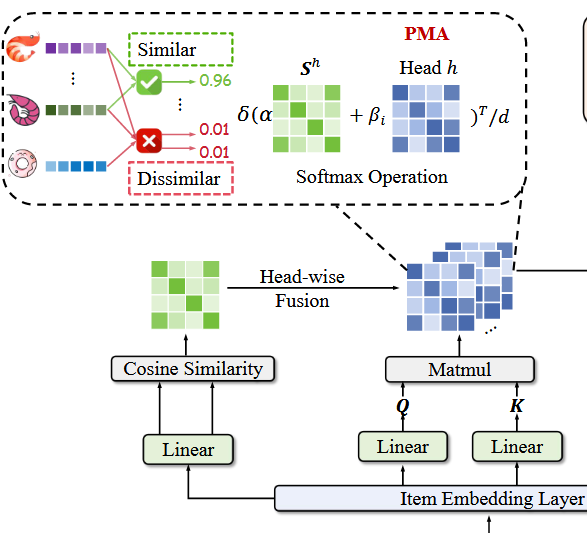 PMA
Similar
0.96
S^h
Head h
δ(α + β_i )^T/d
0.01
0.01
Dissimilar
Softmax Operation
Head-wise
Fusion
...
Cosine Similarity
Matmul
Q
K
Linear
Linear
Linear
Item Embedding Layer